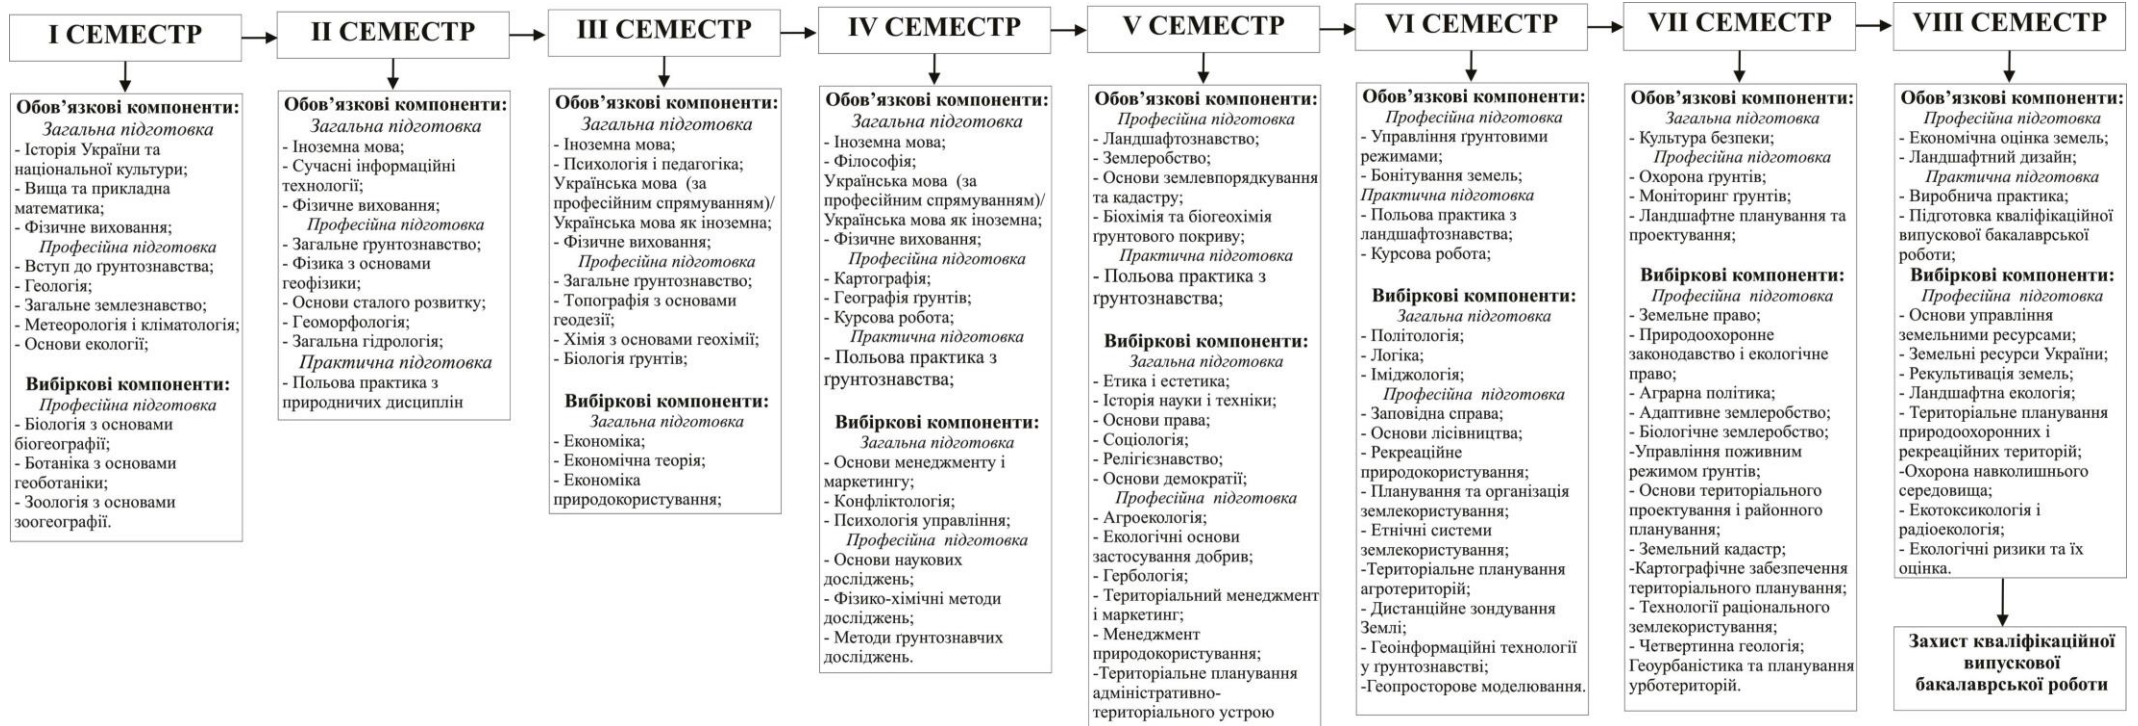 І СЕМЕСТР
ІІ СЕМЕСТР
ІІІ СЕМЕСТР
IV СЕМЕСТР
V СЕМЕСТР
VІ СЕМЕСТР
VІІ СЕМЕСТР
VІІІ СЕМЕСТР
Обов’язкові компоненти:
Загальна підготовка
- Історія України та
національної культури;
- Вища та прикладна
математика;
- Фізичне виховання;
Професійна підготовка
- Вступ до ґрунтознавства;
- Геологія;
- Загальне землезнавство;
- Метеорологія і кліматологія;
- Основи екології;
Вибіркові компоненти:
Професійна підготовка
- Біологія з основами
біогеографії;
- Ботаніка з основами
геоботаніки;
- Зоологія з основами
зоогеографії.
Обов’язкові компоненти:
Загальна підготовка
- Іноземна мова;
- Сучасні інформаційні
технології;
- Фізичне виховання;
Професійна підготовка
- Загальне ґрунтознавство;
- Фізика з основами
геофізики;
- Основи сталого розвитку;
- Геоморфологія;
- Загальна гідрологія;
Практична підготовка
- Польова практика з
природничих дисциплін
Обов’язкові компоненти:
Загальна підготовка
- Іноземна мова;
- Психологія і педагогіка;
Українська мова (за
професійним спрямуванням)/
Українська мова як іноземна;
- Фізичне виховання;
Професійна підготовка
- Загальне ґрунтознавство;
- Топографія з основами
геодезії;
- Хімія з основами геохімії;
- Біологія ґрунтів;
Вибіркові компоненти:
Загальна підготовка
- Економіка;
- Економічна теорія;
- Економіка
природокористування;
Обов’язкові компоненти:
Загальна підготовка
- Іноземна мова;
- Філософія;
Українська мова (за
професійним спрямуванням)/
Українська мова як іноземна;
- Фізичне виховання;
Професійна підготовка
- Картографія;
- Географія ґрунтів;
- Курсова робота;
Практична підготовка
- Польова практика з
ґрунтознавства;
Вибіркові компоненти:
Загальна підготовка
- Основи менеджменту і
маркетингу;
- Конфліктологія;
- Психологія управління;
Професійна підготовка
- Основи наукових
досліджень;
- Фізико-хімічні методи
досліджень;
- Методи ґрунтознавчих
досліджень.
Обов’язкові компоненти:
Професійна підготовка
- Ландшафтознавство;
- Землеробство;
- Основи землевпорядкування
та кадастру;
- Біохімія та біогеохімія
ґрунтового покриву;
Практична підготовка
- Польова практика з
ґрунтознавства;
Вибіркові компоненти:
Загальна підготовка
- Етика і естетика;
- Історія науки і техніки;
- Основи права;
- Соціологія;
- Релігієзнавство;
- Основи демократії;
Професійна підготовка
- Агроекологія;
- Екологічні основи
застосування добрив;
- Гербологія;
- Територіальний менеджмент
і маркетинг;
- Менеджмент
природокористування;
-Територіальне планування
адміністративно-
територіального устрою
Обов’язкові компоненти:
Професійна підготовка
- Управління ґрунтовими
режимами;
- Бонітування земель;
Практична підготовка
- Польова практика з
ландшафтознавства;
- Курсова робота;
Вибіркові компоненти:
Загальна підготовка
- Політологія;
- Логіка;
- Іміджологія;
Професійна підготовка
- Заповідна справа;
- Основи лісівництва;
- Рекреаційне
природокористування;
- Планування та організація
землекористування;
- Етнічні системи
землекористування;
-Територіальне планування
агротериторій;
- Дистанційне зондування
Землі;
- Геоінформаційні технології
у ґрунтознавстві;
-Геопросторове моделювання.
Обов’язкові компоненти:
Загальна підготовка
- Культура безпеки;
Професійна підготовка
- Охорона ґрунтів;
- Моніторинг ґрунтів;
- Ландшафтне планування та
проектування;
Вибіркові компоненти:
Професійна підготовка
- Земельне право;
- Природоохоронне
законодавство і екологічне
право;
- Аграрна політика;
- Адаптивне землеробство;
- Біологічне землеробство;
-Управління поживним
режимом ґрунтів;
- Основи територіального
проектування і районного
планування;
- Земельний кадастр;
-Картографічне забезпечення
територіального планування;
- Технології раціонального
землекористування;
- Четвертинна геологія;
Геоурбаністика та планування
урботериторій.
Обов’язкові компоненти:
Професійна підготовка
- Економічна оцінка земель;
- Ландшафтний дизайн;
Практична підготовка
- Виробнича практика;
- Підготовка кваліфікаційної
випускової бакалаврської
роботи;
Вибіркові компоненти:
Професійна підготовка
- Основи управління
земельними ресурсами;
- Земельні ресурси України;
- Рекультивація земель;
- Ландшафтна екологія;
- Територіальне планування
природоохоронних і
рекреаційних територій;
-Охорона навколишнього
середовища;
- Екотоксикологія і
радіоекологія;
- Екологічні ризики та їх
оцінка.
Захист кваліфікаційної
випускової
бакалаврської роботи